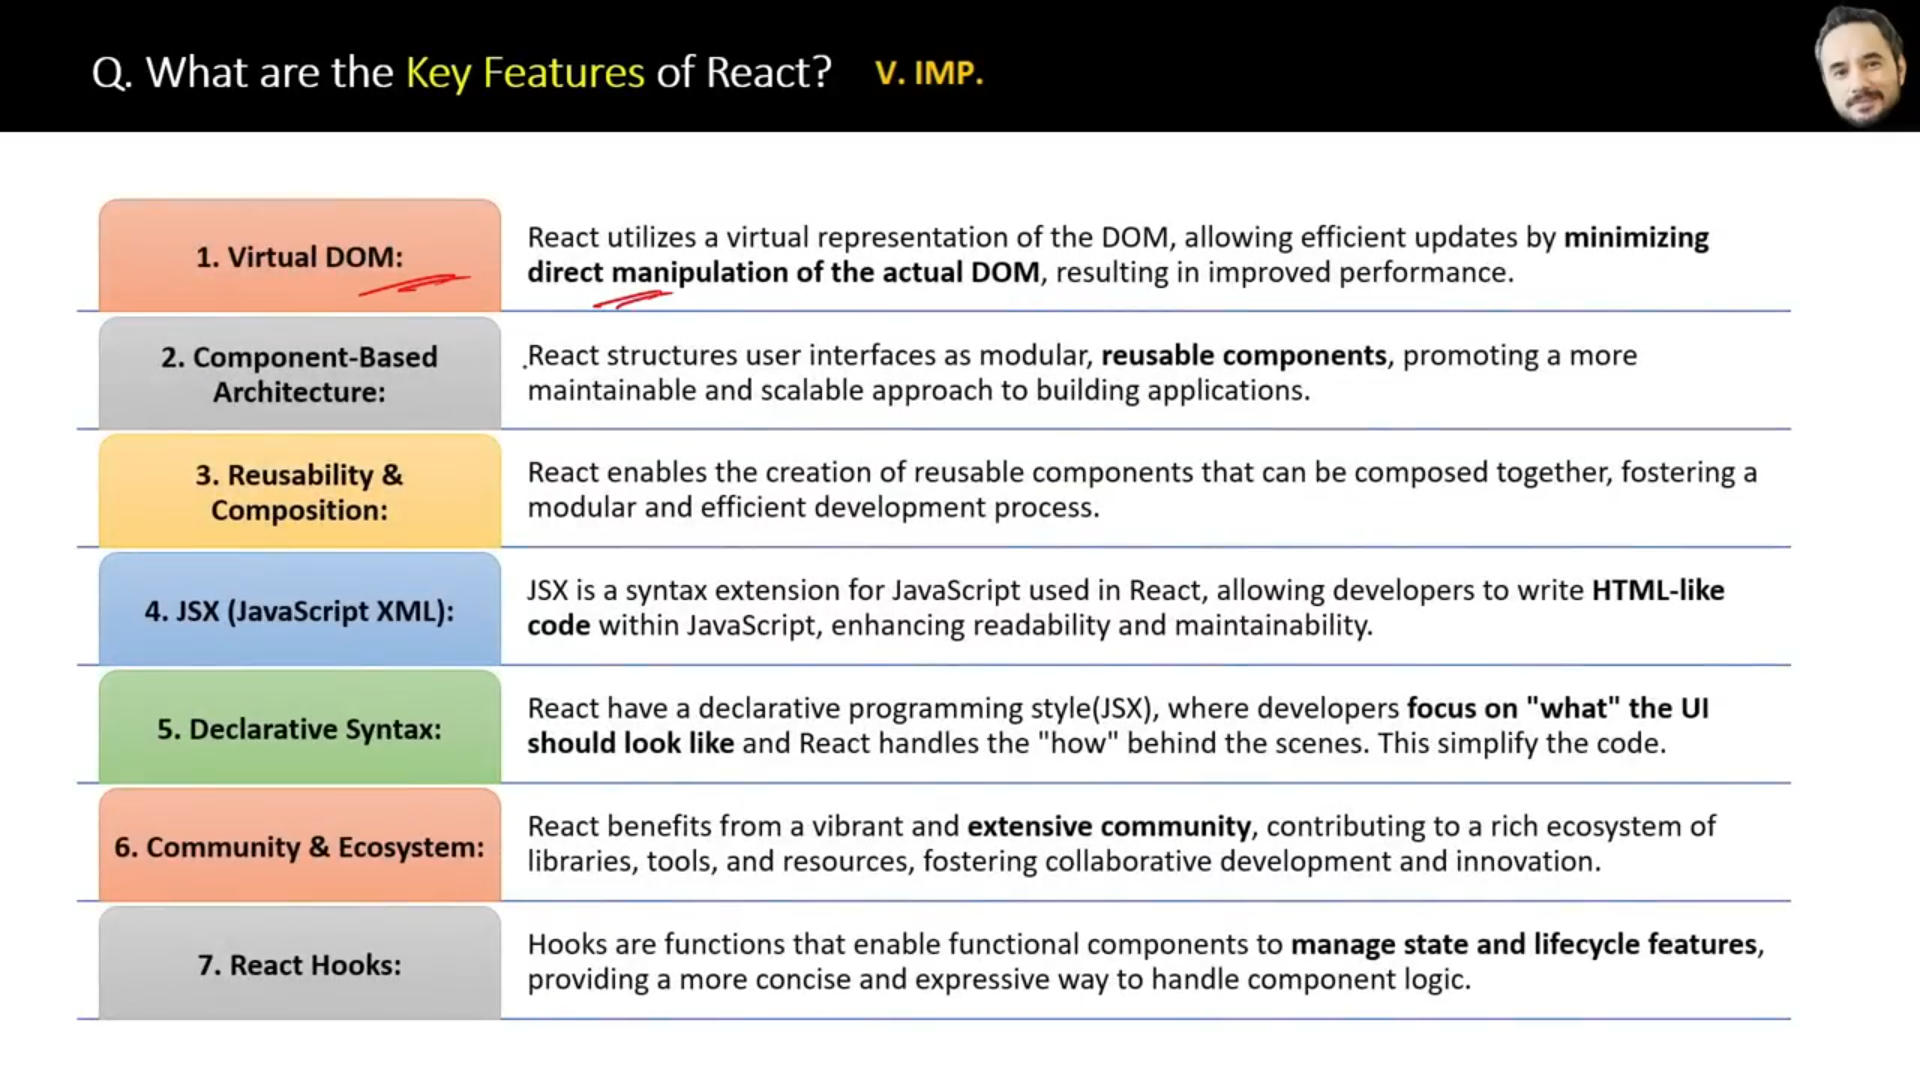 Q. What are the Key Features of React? V. IMP.
1. Virtual DOM:
React utilizes a virtual representation of the DOM, allowing efficient updates by minimizing
direct manipulation of the actual DOM, resulting in improved performance.
2. Component-Based
Architecture:
React structures user interfaces as modular, reusable components, promoting a more
maintainable and scalable approach to building applications.
3. Reusability &
Composition:
React enables the creation of reusable components that can be composed together, fostering a
modular and efficient development process.
4. JSX (JavaScript XML):
JSX is a syntax extension for JavaScript used in React, allowing developers to write HTML-like
code within JavaScript, enhancing readability and maintainability.
5. Declarative Syntax:
React have a declarative programming style(JSX), where developers focus on "what" the UI
should look like and React handles the "how" behind the scenes. This simplify the code.
6. Community & Ecosystem:
React benefits from a vibrant and extensive community, contributing to a rich ecosystem of
libraries, tools, and resources, fostering collaborative development and innovation.
7. React Hooks:
Hooks are functions that enable functional components to manage state and lifecycle features,
providing a more concise and expressive way to handle component logic.